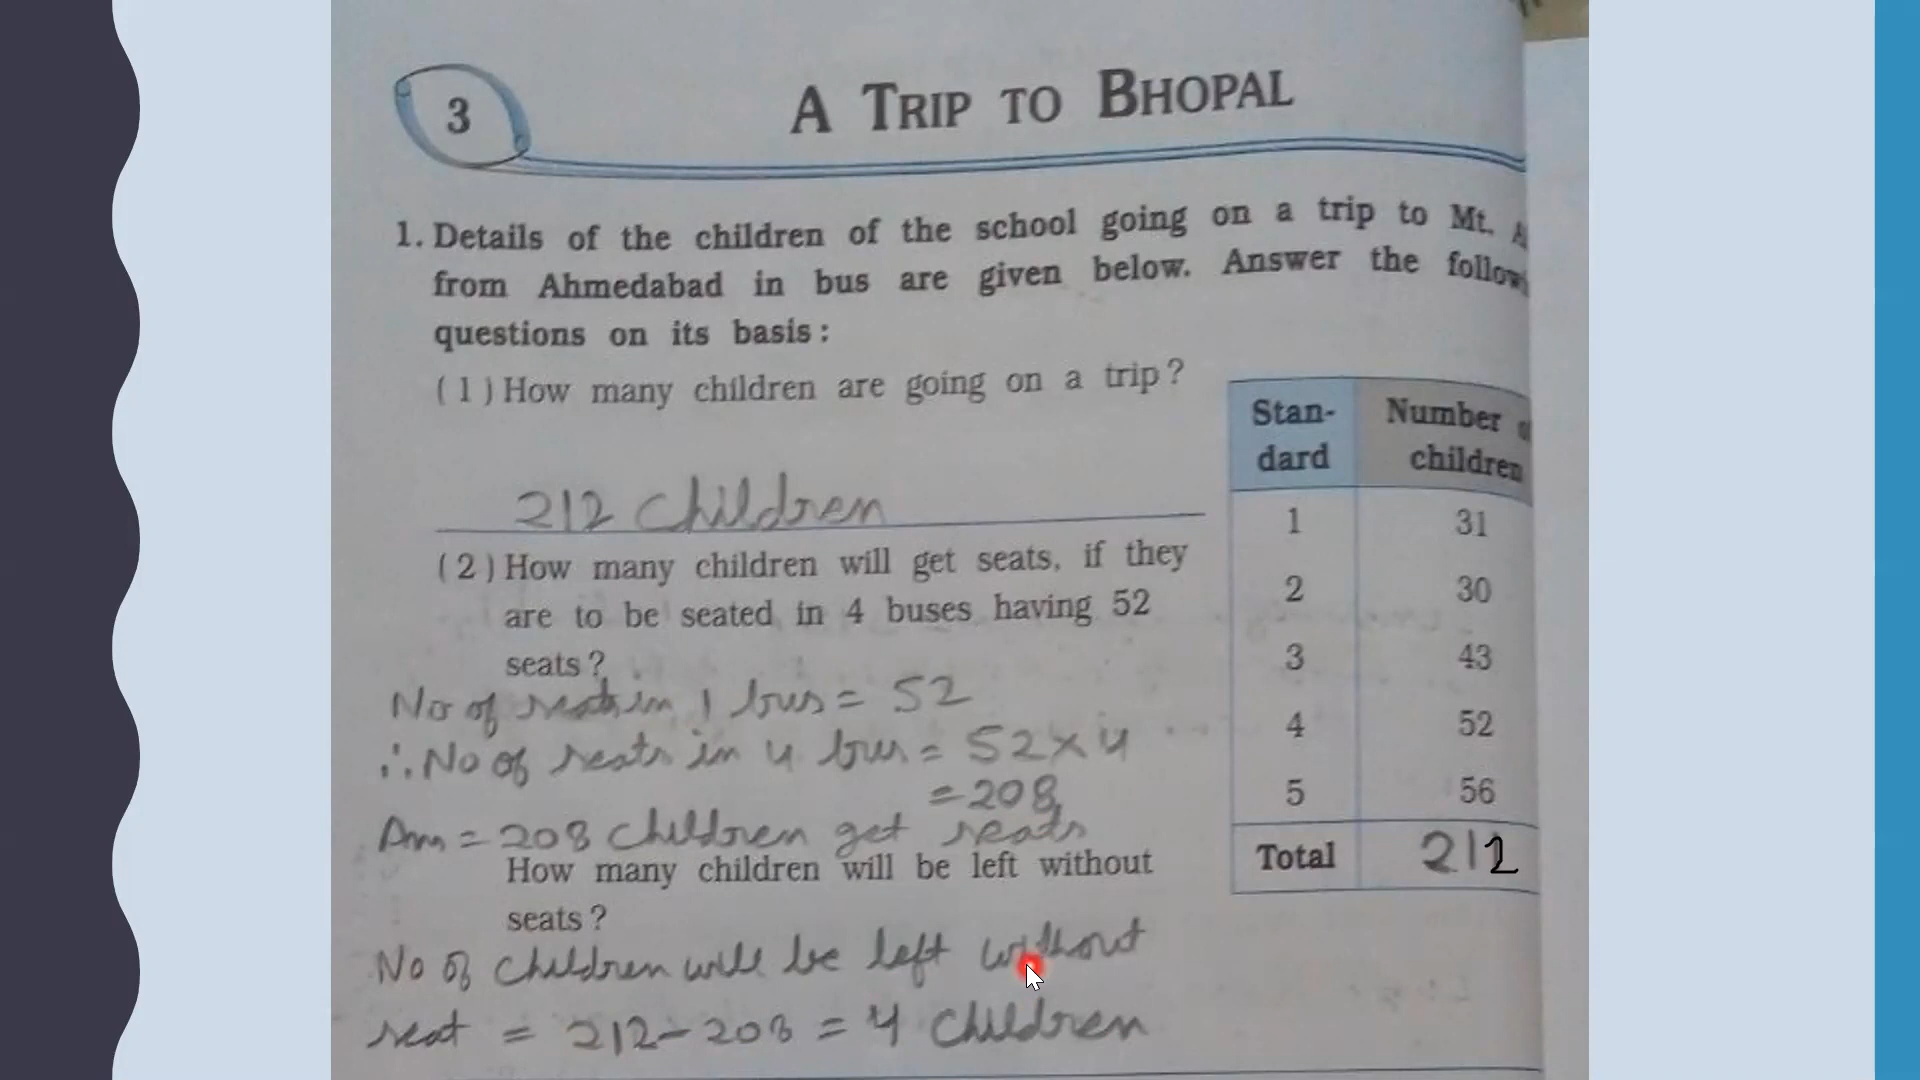 3
A TRIP TO BHOPAL
1. Details of the children of the school going on a trip to Mt. A
from Ahmedabad in bus are given below. Answer the follow
questions on its basis :
( 1 ) How many children are going on a trip ?
212 Children
( 2 ) How many children will get seats, if they
are to be seated in 4 buses having 52
seats ?
No of seats in 1 bus = 52
∴ No of seats in 4 bus = 52 × 4
= 208
Ans = 208 Children get seats
How many children will be left without
seats ?
No of Children will be left without
seat = 212 - 208 = 4 Children
Stan- Number
dard children
1 31
2 30
3 43
4 52
5 56
Total 212